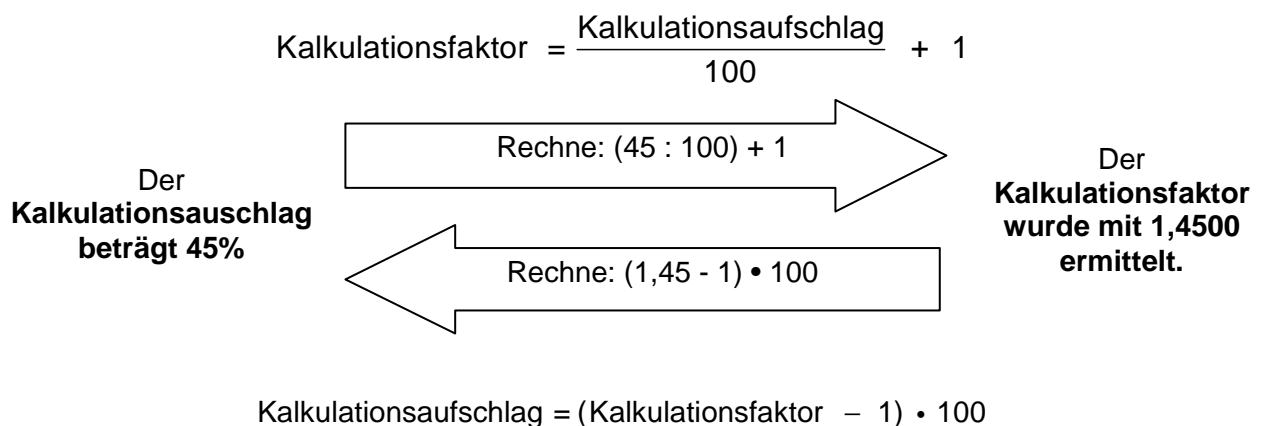 Kalkulationsfaktor = Kalkulationsaufschlag
100 + 1
Rechne: (45 : 100) + 1
Der
Kalkulationsauschlag
beträgt 45%
Der
Kalkulationsfaktor
wurde mit 1,4500
ermittelt.
Rechne: (1,45 - 1) • 100
Kalkulationsaufschlag = (Kalkulationsfaktor − 1) • 100